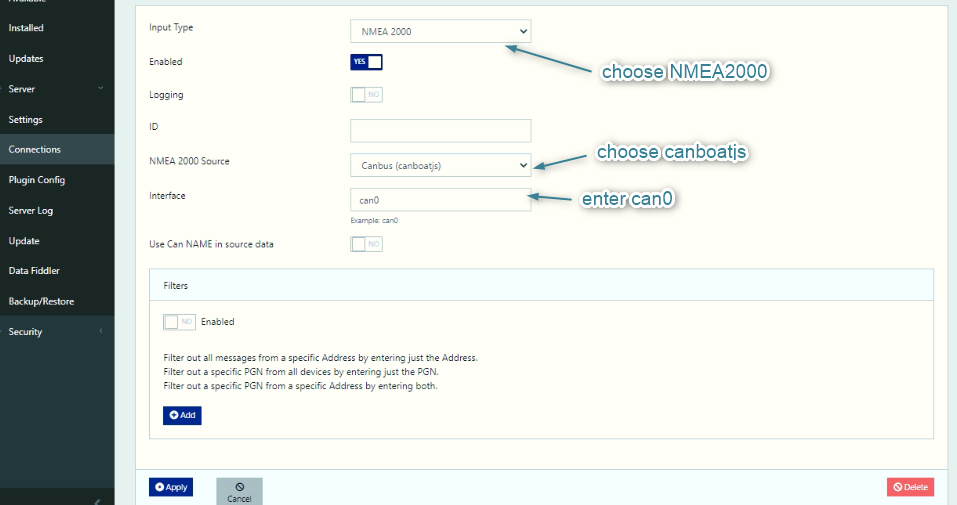 Available
Installed
Updates
Server
Settings
Connections
Plugin Config
Server Log
Update
Data Fiddler
Backup/Restore
Security
Input Type
NMEA 2000
choose NMEA2000
Enabled
YES
Logging
NO
ID
NMEA 2000 Source
Canbus (canboatjs)
choose canboatjs
Interface
can0
enter can0
Example: can0
Use Can NAME in source data
NO
Filters
NO Enabled
Filter out all messages from a specific Address by entering just the Address.
Filter out a specific PGN from all devices by entering just the PGN.
Filter out a specific PGN from a specific Address by entering both.
Add
Apply
Cancel
Delete